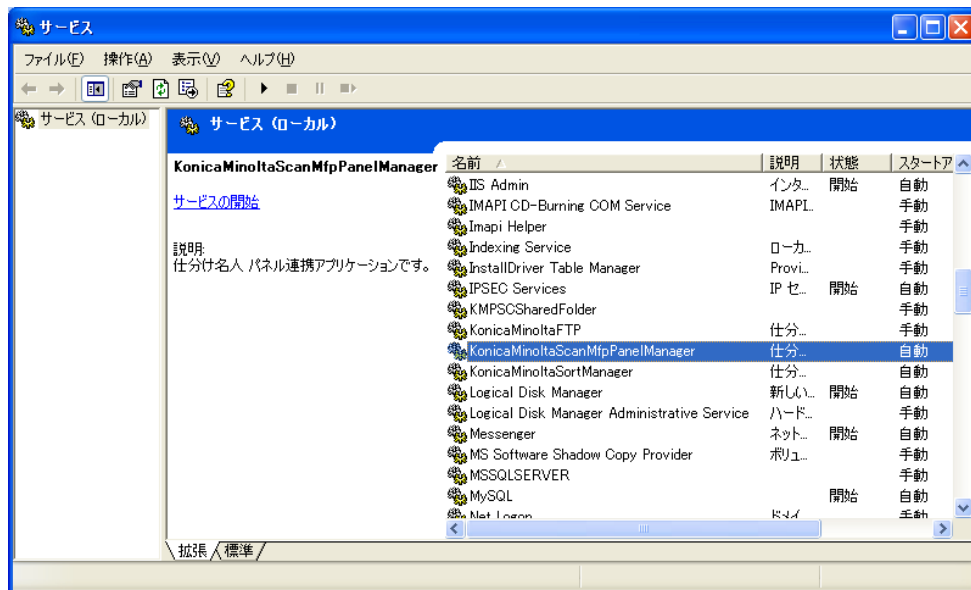 サービス
ファイル(F) 操作(A) 表示(V) ヘルプ(H)
サービス (ローカル)
サービス (ローカル)
KonicaMinoltaScanMfpPanelManager
サービスの開始
説明:
仕分け名人 パネル連携アプリケーションです。
名前 説明 状態 スタートア
IIS Admin インタ... 開始 自動
IMAPI CD-Burning COM Service IMAPI... 手動
Imapi Helper 手動
Indexing Service ローカ... 手動
InstallDriver Table Manager Provi... 手動
IPSEC Services IP セ... 開始 自動
KMPSCSharedFolder 手動
KonicaMinoltaFTP 仕分... 手動
KonicaMinoltaScanMfpPanelManager 仕分... 自動
KonicaMinoltaSortManager 仕分... 自動
Logical Disk Manager 新しい... 開始 自動
Logical Disk Manager Administrative Service ハード... 手動
Messenger ネット... 開始 自動
MS Software Shadow Copy Provider ボリュ... 手動
MSSQLSERVER 手動
MySQL 開始 自動
Net Logon ドメイ 手動
拡張 標準